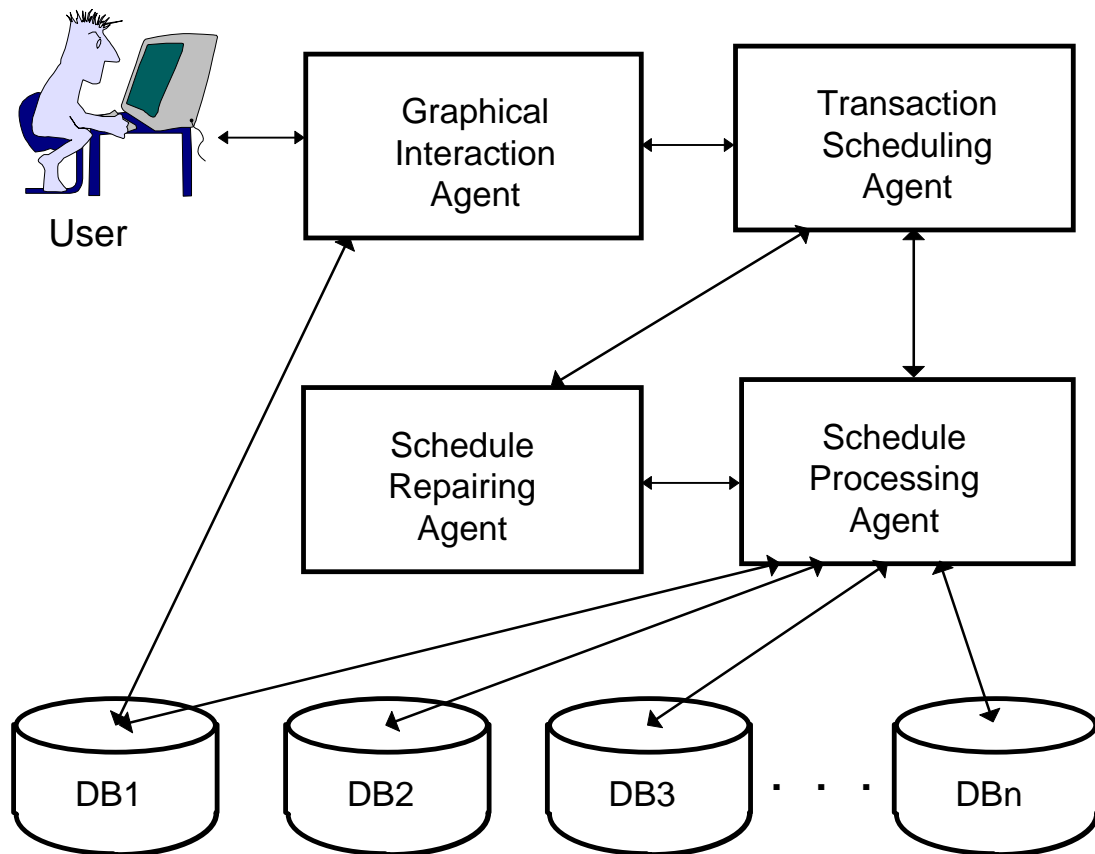 Graphical
Interaction
Agent
Transaction
Scheduling
Agent
User
Schedule
Repairing
Agent
Schedule
Processing
Agent
DB1
DB2
DB3
. . .
DBn